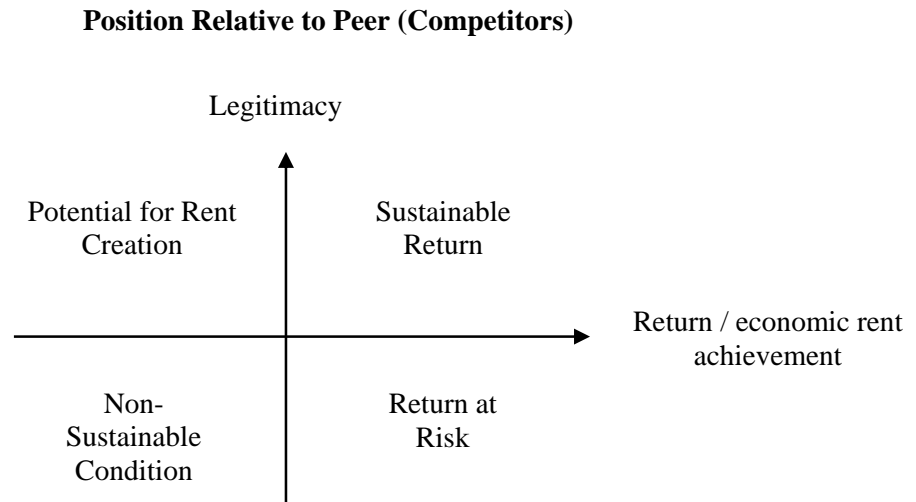 Position Relative to Peer (Competitors)
Legitimacy
Potential for Rent
Creation
Sustainable
Return
Return / economic rent
achievement
Non-
Sustainable
Condition
Return at
Risk